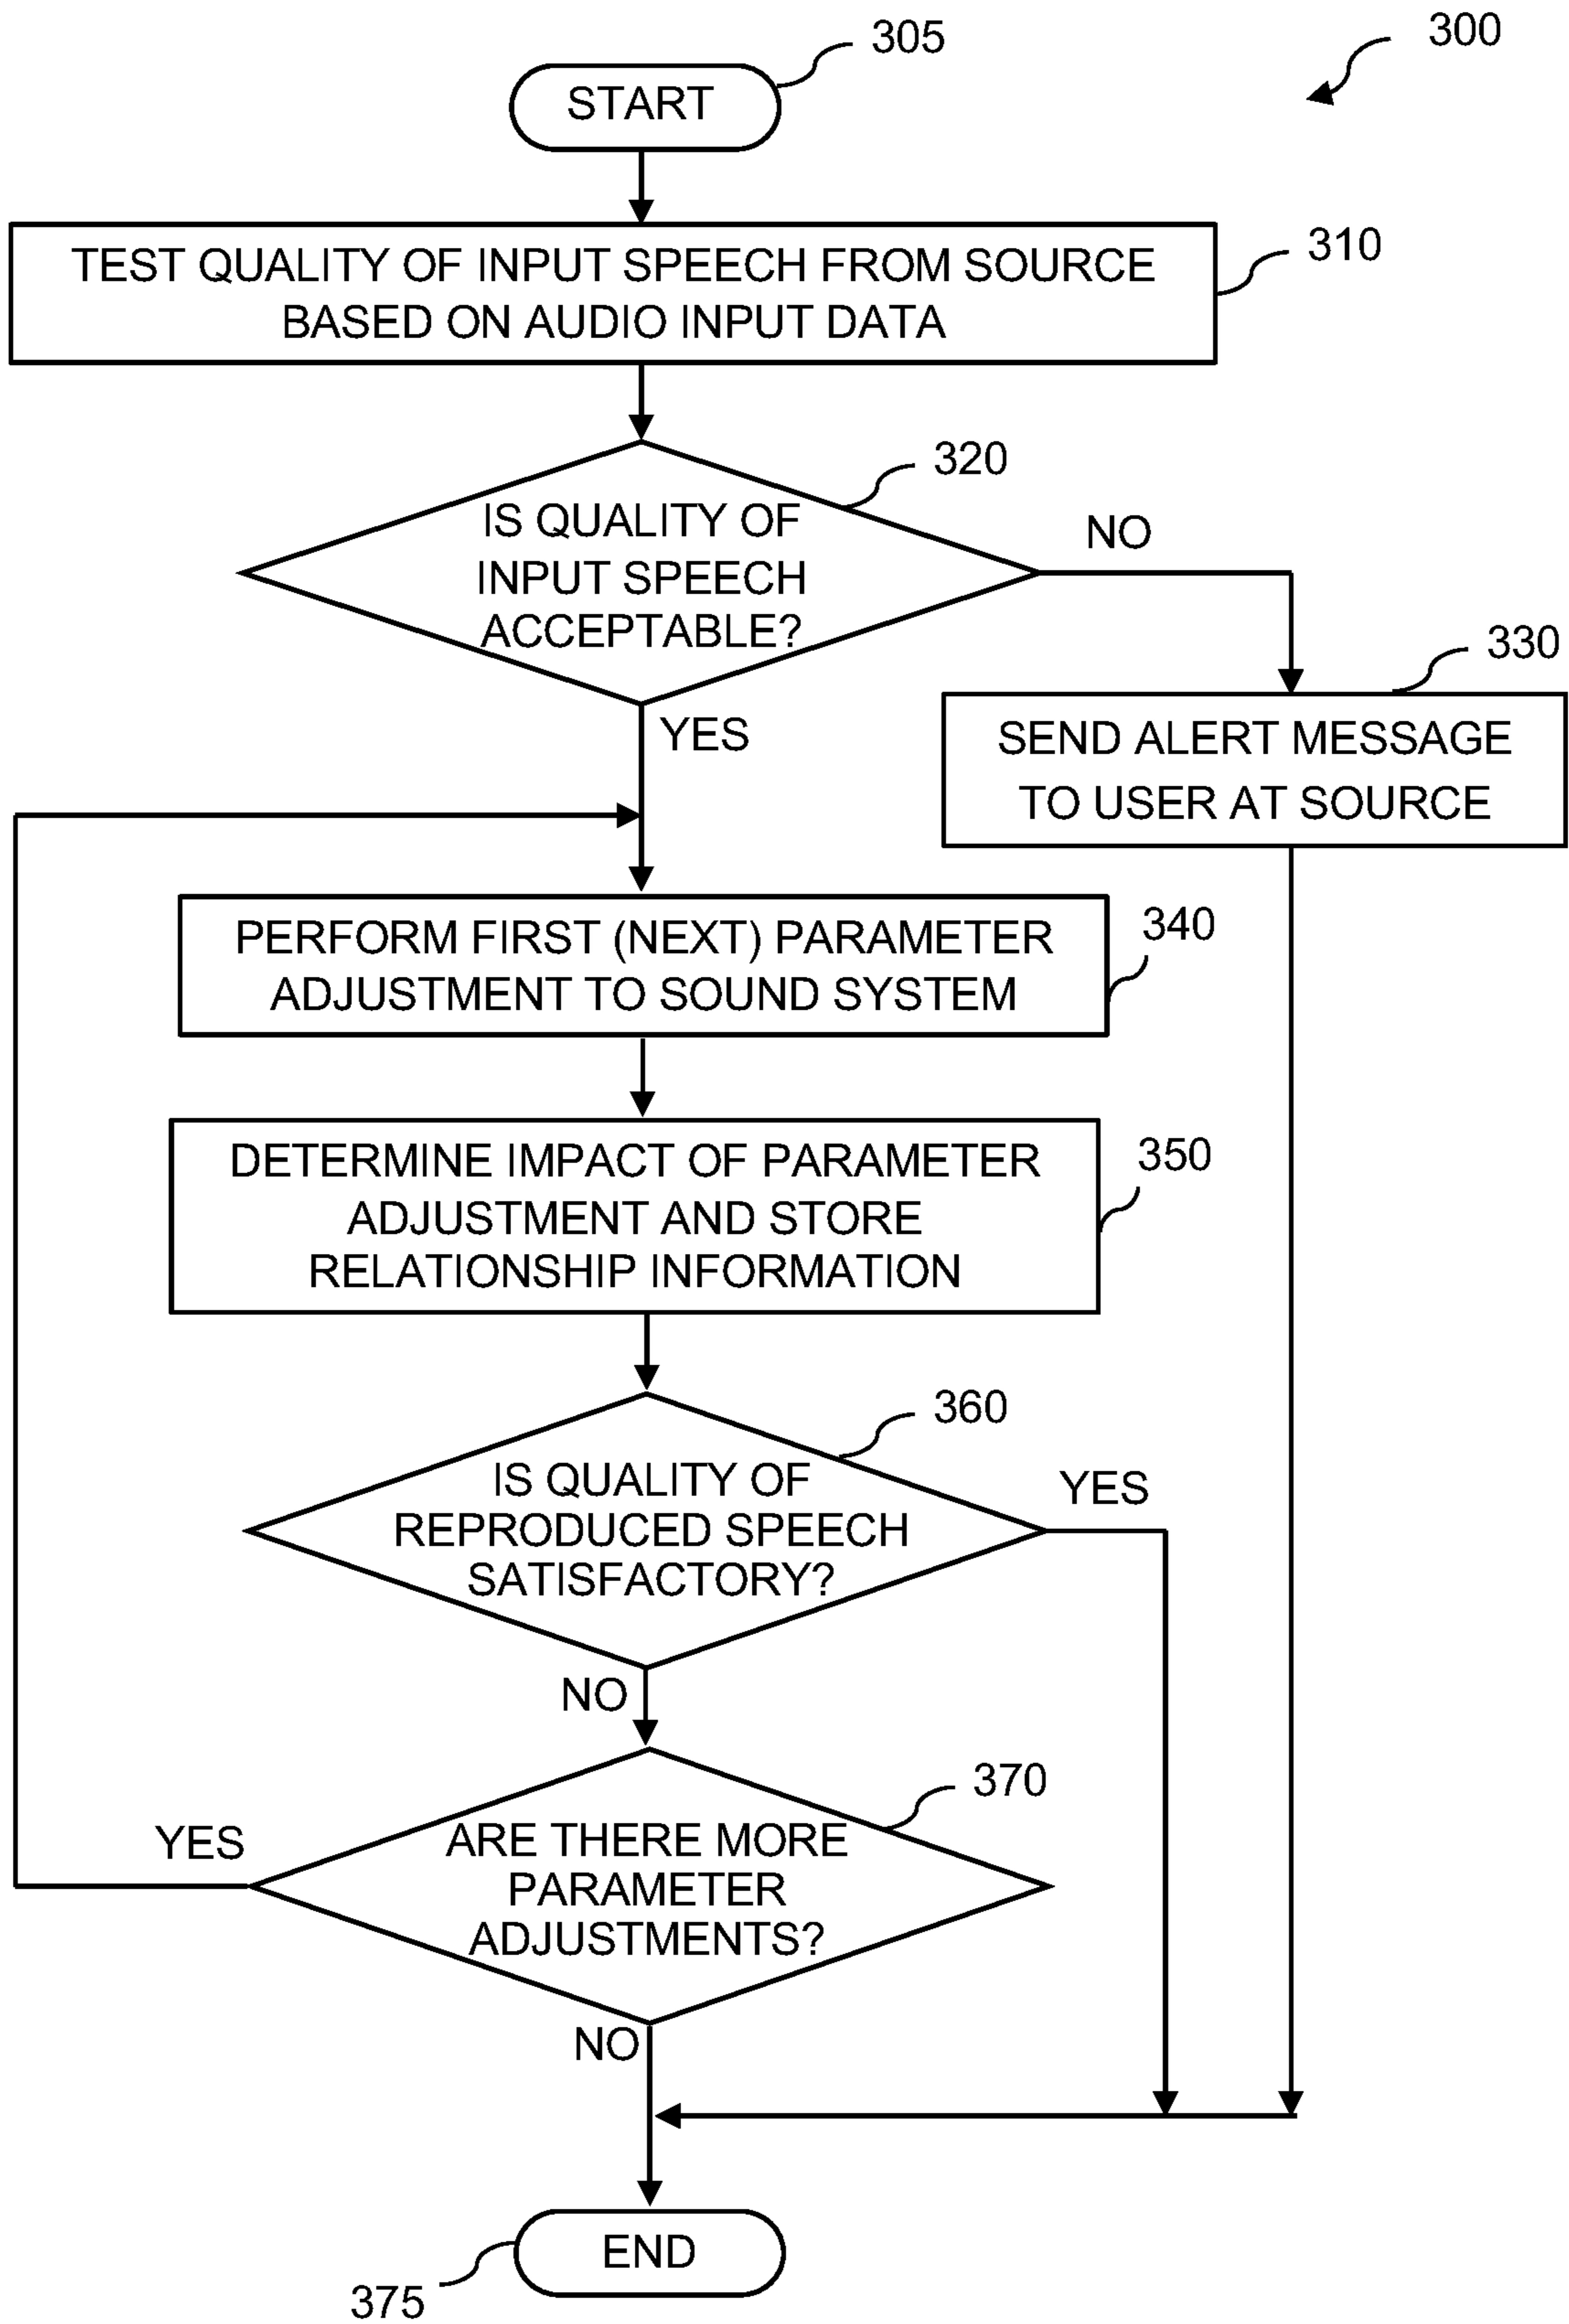 300
305
START
310
TEST QUALITY OF INPUT SPEECH FROM SOURCE
BASED ON AUDIO INPUT DATA
320
IS QUALITY OF
INPUT SPEECH
ACCEPTABLE?
NO
YES
330
SEND ALERT MESSAGE
TO USER AT SOURCE
340
PERFORM FIRST (NEXT) PARAMETER
ADJUSTMENT TO SOUND SYSTEM
350
DETERMINE IMPACT OF PARAMETER
ADJUSTMENT AND STORE
RELATIONSHIP INFORMATION
360
IS QUALITY OF
REPRODUCED SPEECH
SATISFACTORY?
YES
NO
370
ARE THERE MORE
PARAMETER
ADJUSTMENTS?
YES
NO
END
375